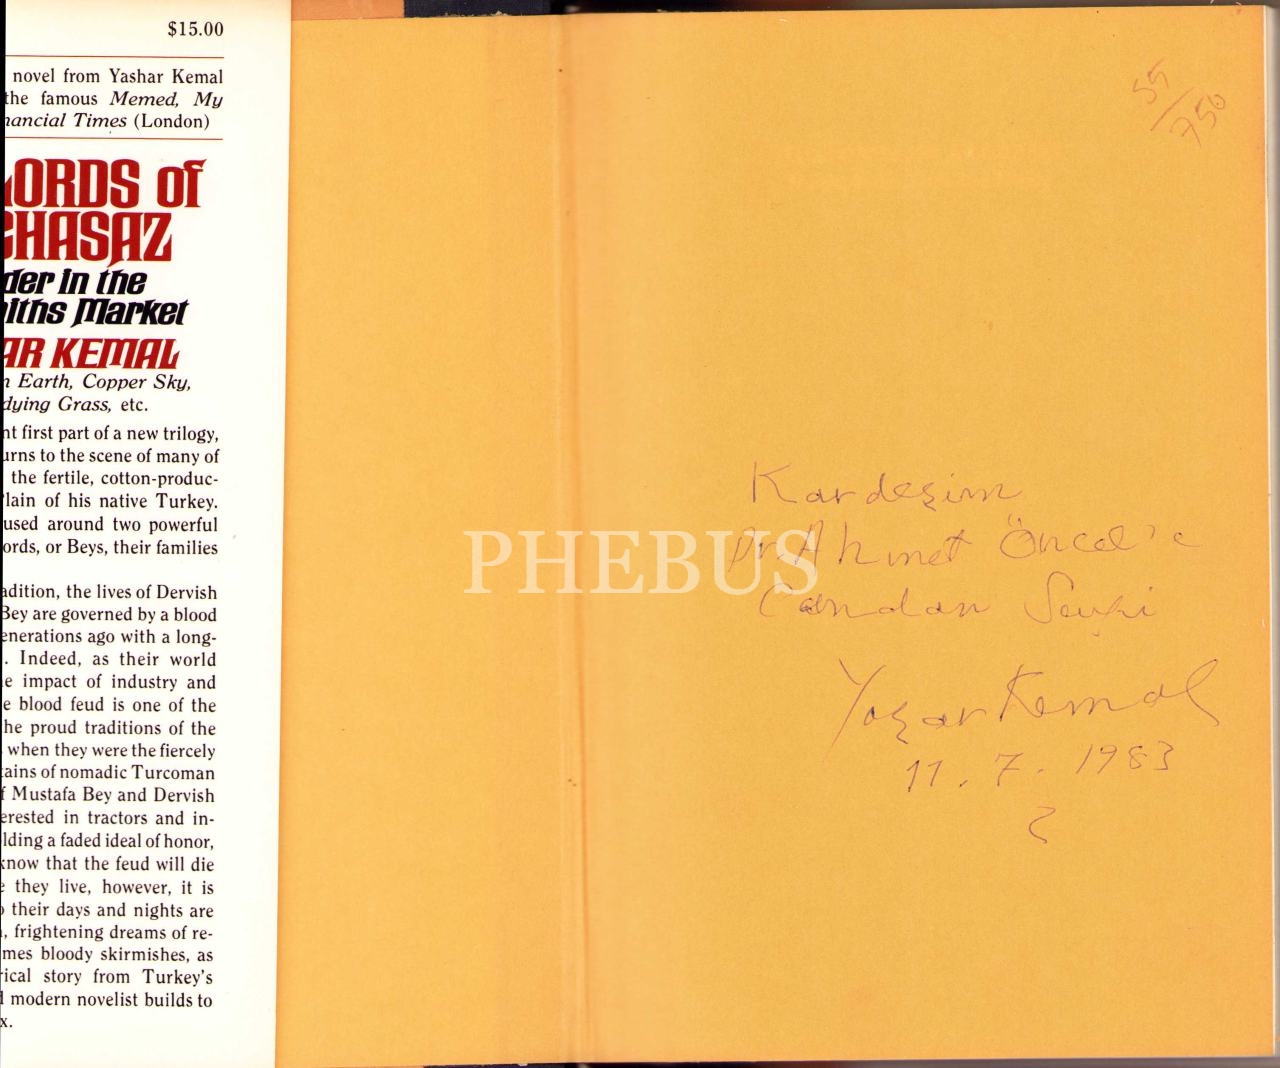 $15.00
novel from Yashar Kemal
the famous Memed, My
nancial Times (London)
ORDS of
CHASAZ
der in the
iths Market
AR KEMAL
n Earth, Copper Sky,
dying Grass, etc.
nt first part of a new trilogy,
urns to the scene of many of
the fertile, cotton-produc-
lain of his native Turkey.
used around two powerful
ords, or Beys, their families
adition, the lives of Dervish
Bey are governed by a blood
enerations ago with a long-
. Indeed, as their world
e impact of industry and
e blood feud is one of the
he proud traditions of the
when they were the fiercely
tains of nomadic Turcoman
f Mustafa Bey and Dervish
erested in tractors and in-
lding a faded ideal of honor,
know that the feud will die
e they live, however, it is
o their days and nights are
, frightening dreams of re-
mes bloody skirmishes, as
rical story from Turkey's
d modern novelist builds to
x.
55/750
Kardeşim
Dr. Ahmet Öncel'e
Candan Sevgi
Yaşar Kemal
11.7.1983
PHEBUS